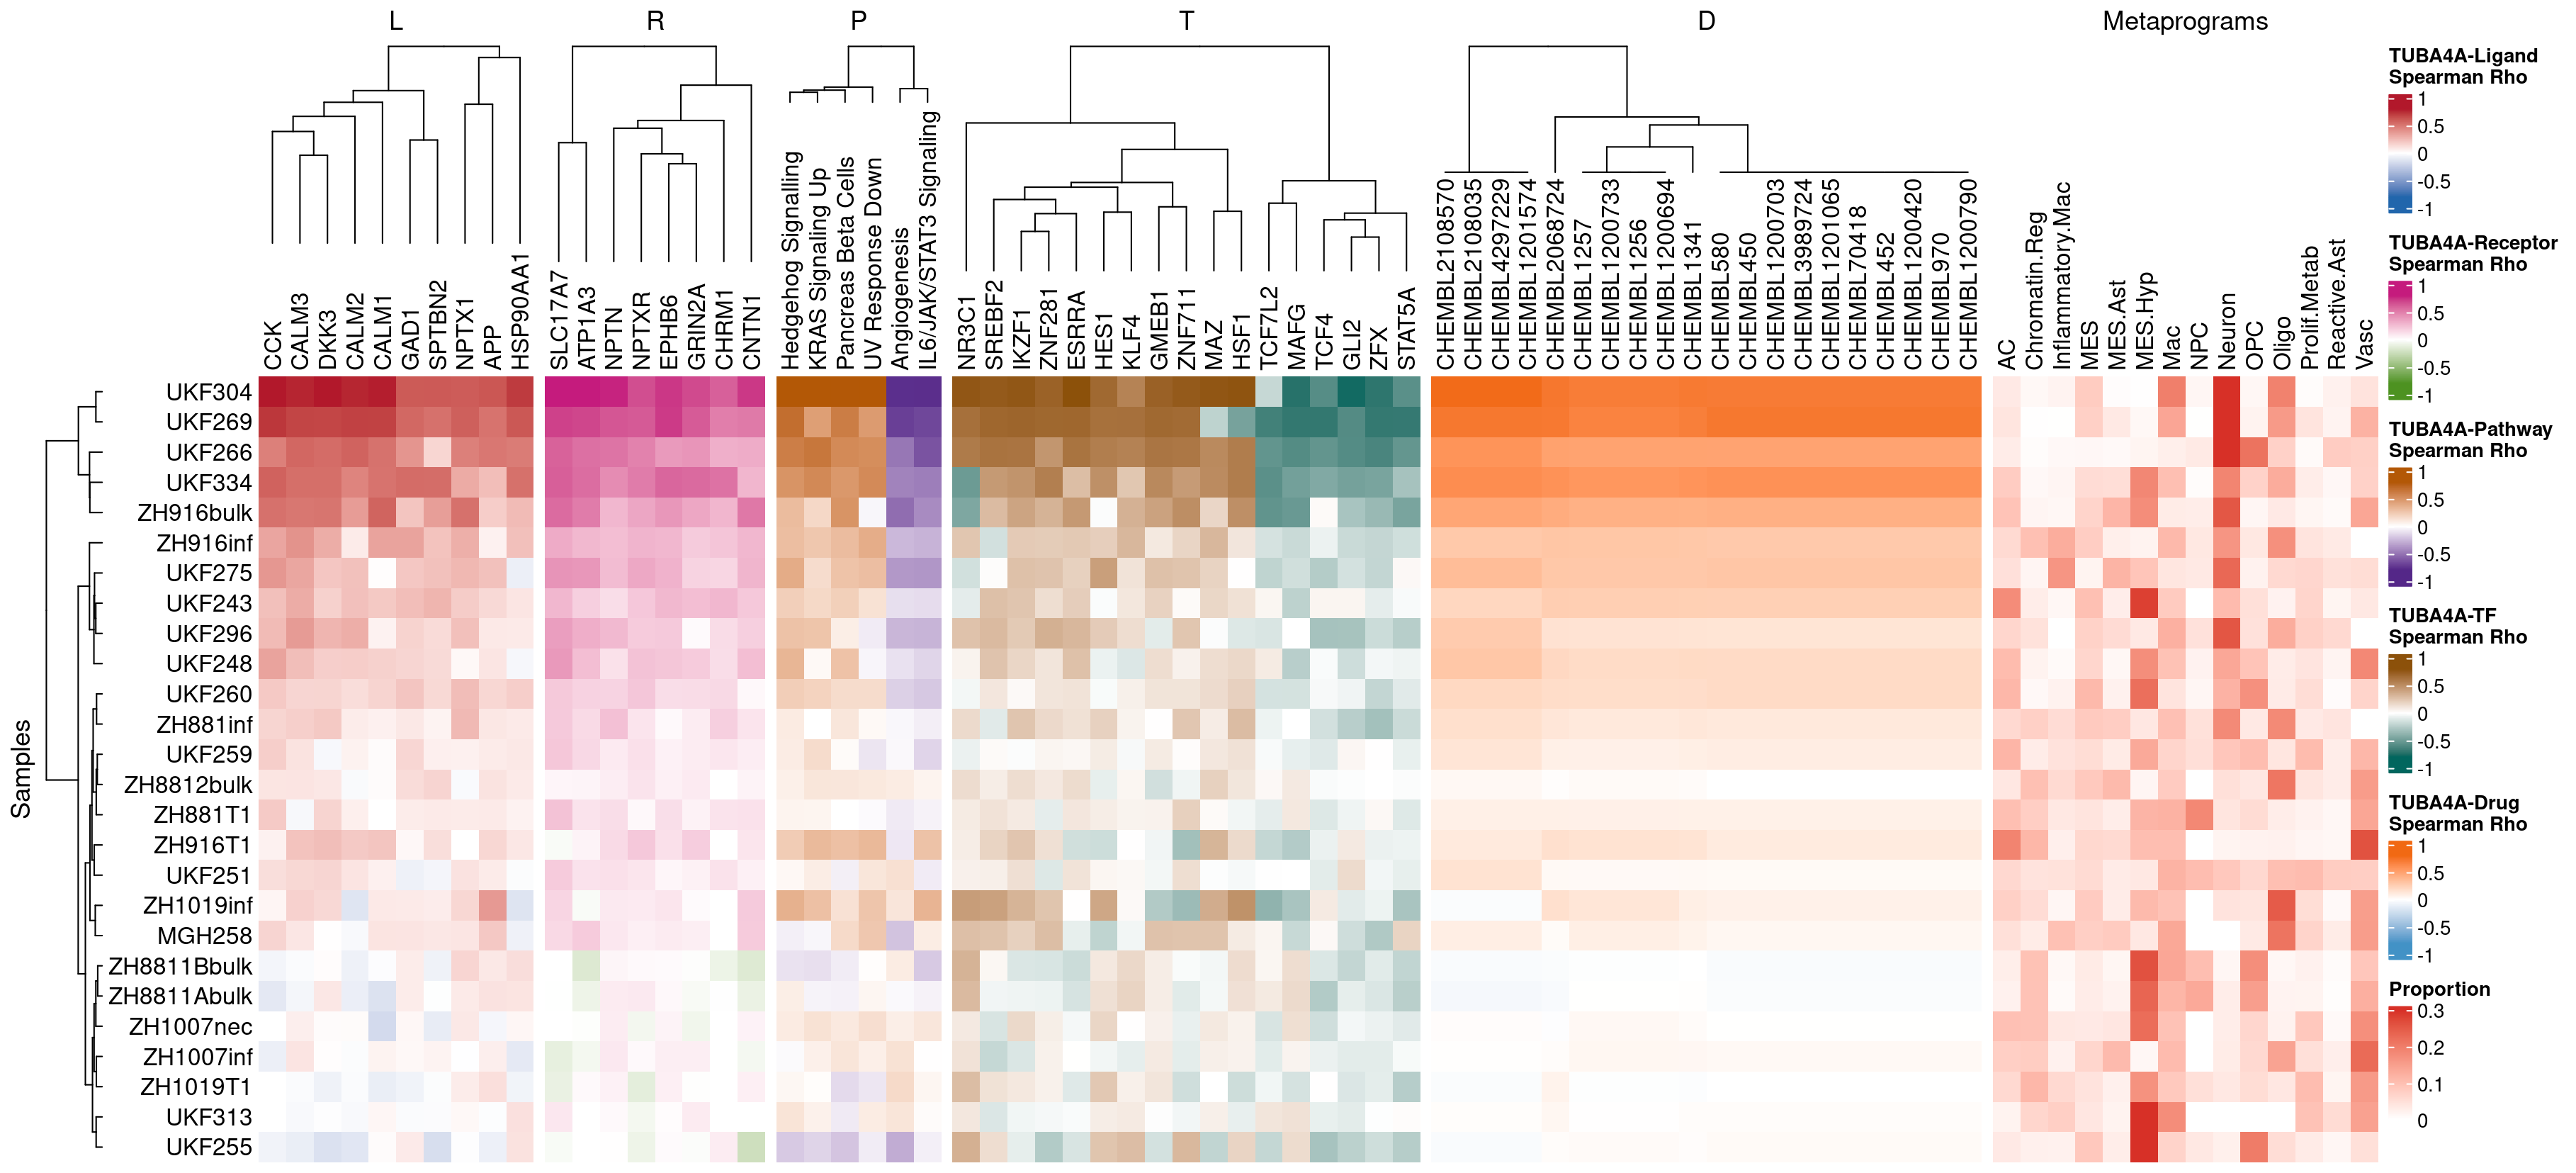 L R P T D Metaprograms
CCK CALM3 DKK3 CALM2 CALM1 GAD1 SPTBN2 NPTX1 APP HSP90AA1
SLC17A7 ATP1A3 NPTN NPTXR EPHB6 GRIN2A CHRM1 CNTN1
Hedgehog Signalling
KRAS Signaling Up
Pancreas Beta Cells
UV Response Down
Angiogenesis
IL6/JAK/STAT3 Signaling
NR3C1 SREBF2 IKZF1 ZNF281 ESRRA HES1 KLF4 GMEB1 ZNF711 MAZ HSF1 TCF7L2 MAFG TCF4 GLI2 ZFX STAT5A
CHEMBL2108570
CHEMBL2108035
CHEMBL4297229
CHEMBL1201574
CHEMBL2068724
CHEMBL1257
CHEMBL1200733
CHEMBL1256
CHEMBL1200694
CHEMBL1341
CHEMBL580
CHEMBL450
CHEMBL1200703
CHEMBL3989724
CHEMBL1201065
CHEMBL70418
CHEMBL452
CHEMBL1200420
CHEMBL970
CHEMBL1200790
AC
Chromatin.Reg
Inflammatory.Mac
MES
MES.Ast
MES.Hyp
Mac
NPC
Neuron
OPC
Oligo
Prolif.Metab
Reactive.Ast
Vasc
Samples
UKF304
UKF269
UKF266
UKF334
ZH916bulk
ZH916inf
UKF275
UKF243
UKF296
UKF248
UKF260
ZH881inf
UKF259
ZH8812bulk
ZH881T1
ZH916T1
UKF251
ZH1019inf
MGH258
ZH8811Bbulk
ZH8811Abulk
ZH1007nec
ZH1007inf
ZH1019T1
UKF313
UKF255
TUBA4A-Ligand
Spearman Rho
1
0.5
0
-0.5
-1
TUBA4A-Receptor
Spearman Rho
1
0.5
0
-0.5
-1
TUBA4A-Pathway
Spearman Rho
1
0.5
0
-0.5
-1
TUBA4A-TF
Spearman Rho
1
0.5
0
-0.5
-1
TUBA4A-Drug
Spearman Rho
1
0.5
0
-0.5
-1
Proportion
0.3
0.2
0.1
0